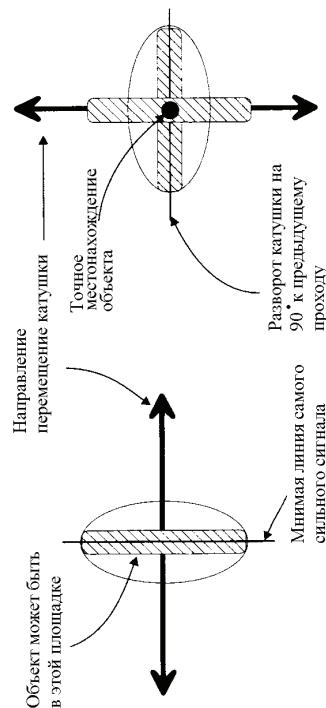 Объект может быть
в этой площадке
Направление
перемещение катушки
Мнимая линия самого
сильного сигнала
Точное
местонахождение
объекта
Разворот катушки на
90° к предыдущему
проходу